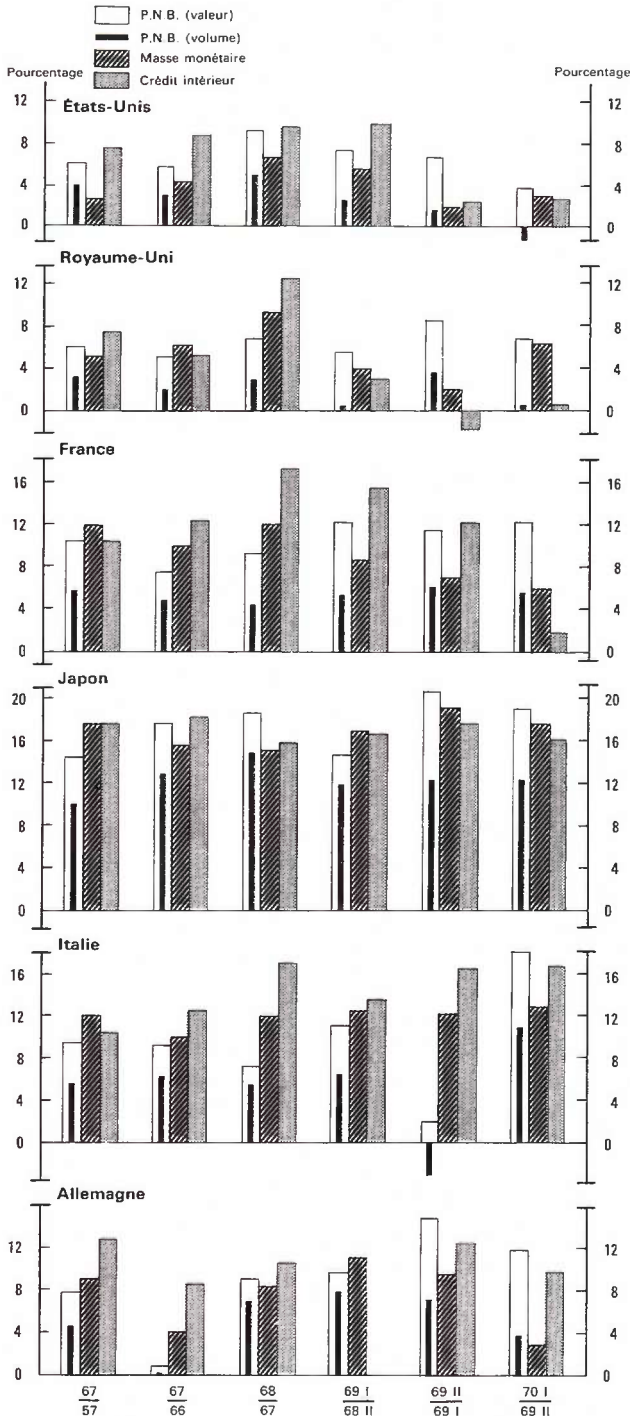 P.N.B. (valeur)
P.N.B. (volume)
Masse monétaire
Crédit intérieur
Pourcentage Pourcentage
États-Unis
12 12
8 8
4 4
0 0
Royaume-Uni
12 12
8 8
4 4
0 0
France
16 16
12 12
8 8
4 4
0 0
Japon
20 20
16 16
12 12
8 8
4 4
0 0
Italie
16 16
12 12
8 8
4 4
0 0
Allemagne
12 12
8 8
4 4
0 0
67 67 68 69 I 69 II 70 I
57 66 67 68 II 69 I 69 II